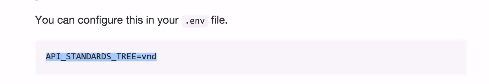 You can configure this in your .env file.
API_STANDARDS_TREE=vnd